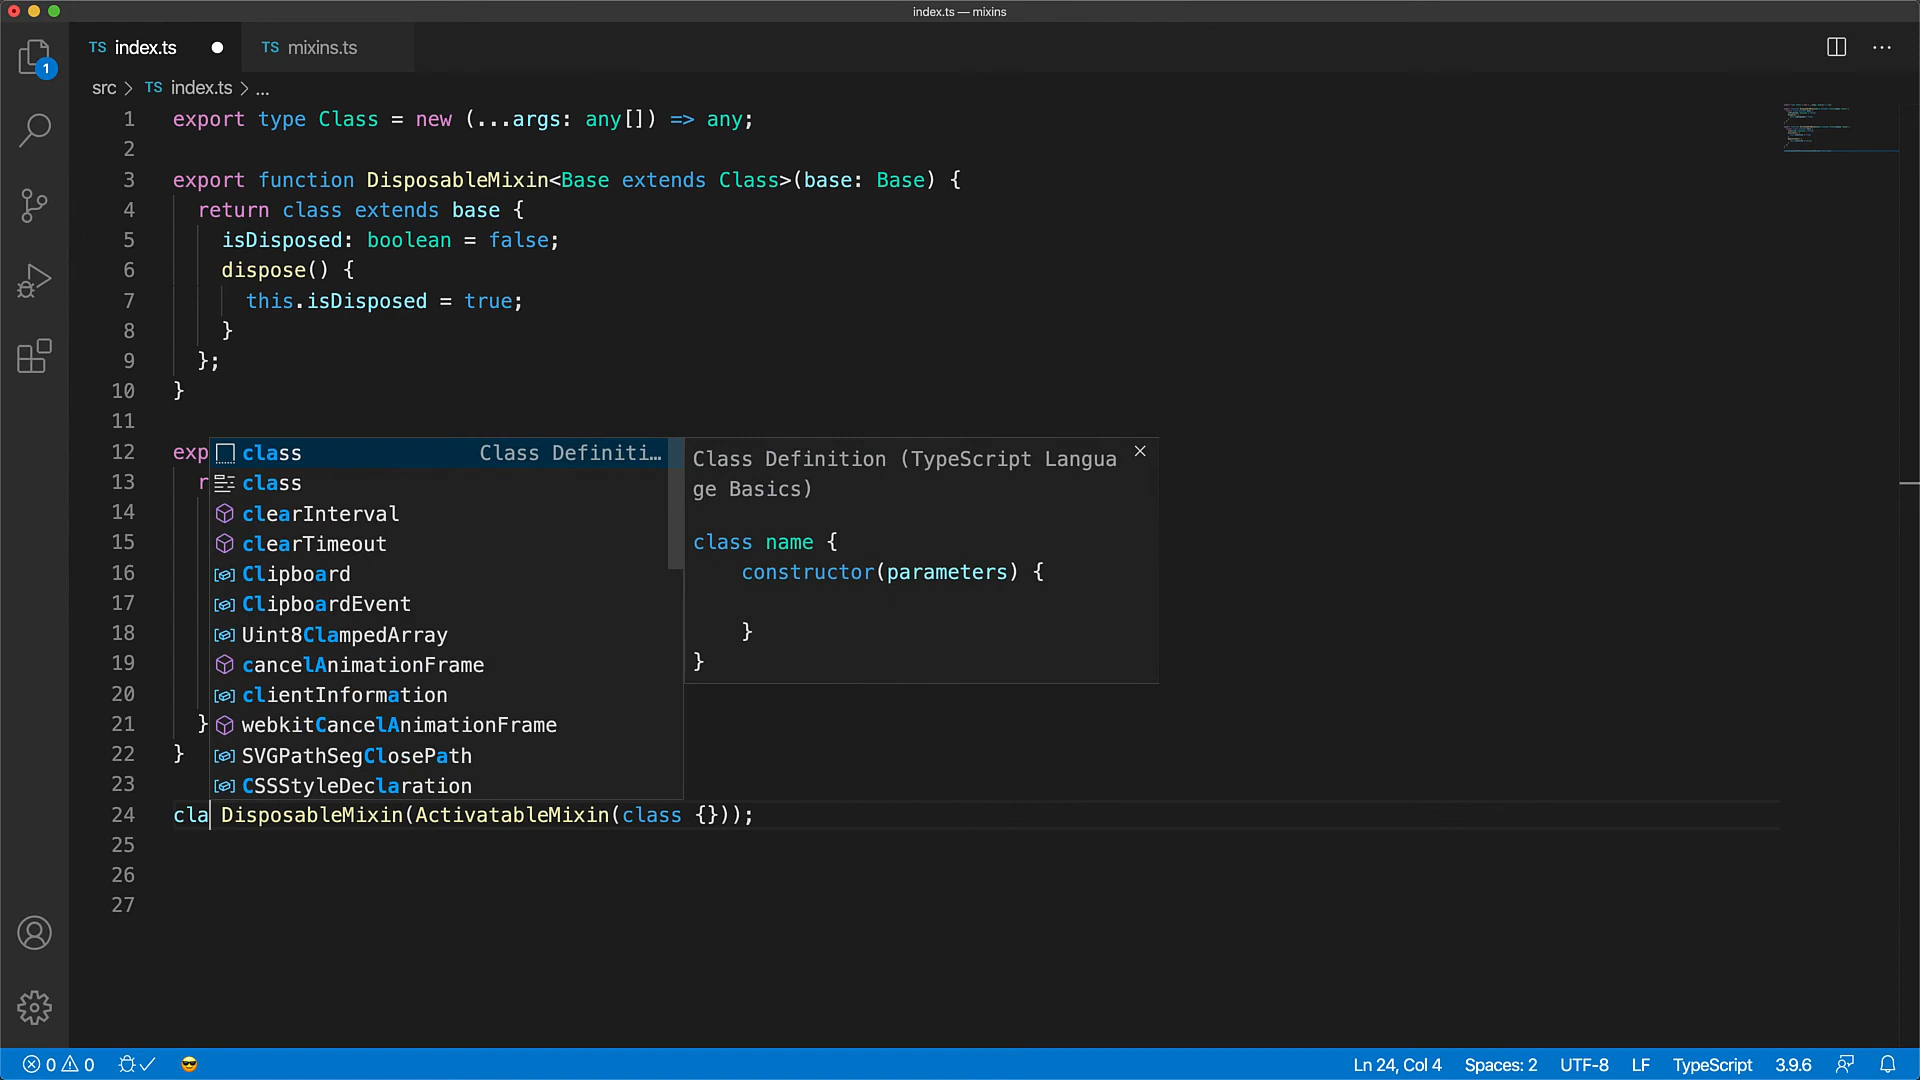 index.ts — mixins
TS index.ts TS mixins.ts
1
src TS index.ts ...
1 export type Class = new (...args: any[]) => any;
2
3 export function DisposableMixin<Base extends Class>(base: Base) {
4 return class extends base {
5 isDisposed: boolean = false;
6 dispose() {
7 this.isDisposed = true;
8 }
9 };
10 }
11
12 exp
13 r
14
15
16
17
18
19
20
21 }
22 }
23
class Class Definiti…
class
clearInterval
clearTimeout
Clipboard
ClipboardEvent
Uint8ClampedArray
cancelAnimationFrame
clientInformation
webkitCancelAnimationFrame
SVGPathSegClosePath
CSSStyleDeclaration
Class Definition (TypeScript Langua
ge Basics)
class name {
constructor(parameters) {
}
}
24 cla DisposableMixin(ActivatableMixin(class {}));
25
26
27
0 0 Ln 24, Col 4 Spaces: 2 UTF-8 LF TypeScript 3.9.6